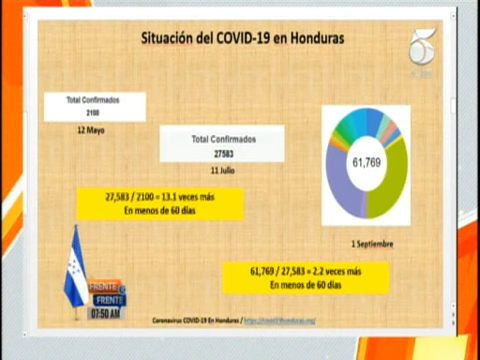 Situación del COVID-19 en Honduras
5
Total Confirmados
2100
12 Mayo
Total Confirmados
27583
11 Julio
61,769
27,583 / 2100 = 13.1 veces más
En menos de 60 días
1 Septiembre
61,769 / 27,583 = 2.2 veces más
En menos de 60 días
FRENTE a
FRENTE
07:50 AM
Coronavirus COVID-19 En Honduras /